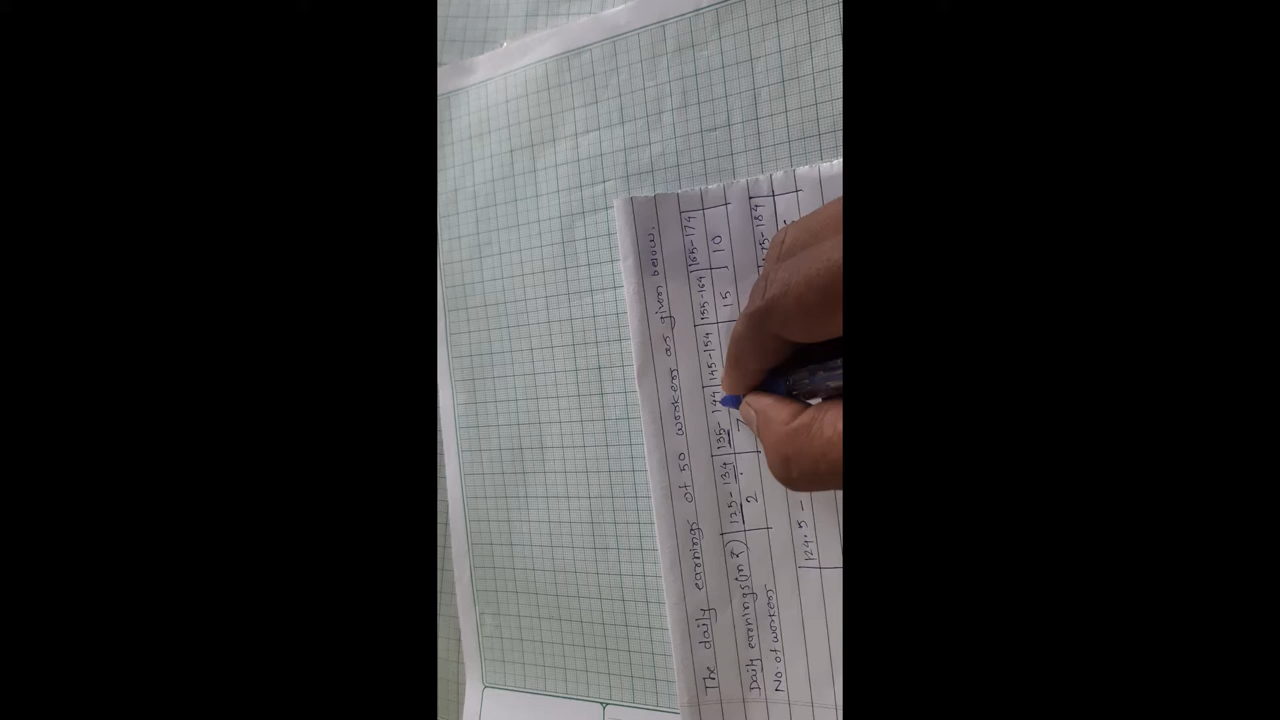 The daily earnings of 50 workers as given below.
Daily earnings (in ₹) 125-134 135-144 145-154 155-164 165-174
No. of workers 2 7 15 10
175-184
124.5 -